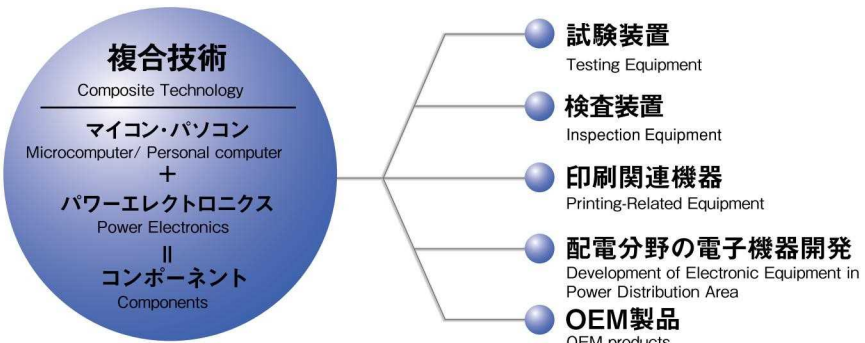 複合技術
Composite Technology
マイコン・パソコン
Microcomputer/ Personal computer
+
パワーエレクトロニクス
Power Electronics
॥
コンポーネント
Components
試験装置
Testing Equipment
検査装置
Inspection Equipment
印刷関連機器
Printing-Related Equipment
配電分野の電子機器開発
Development of Electronic Equipment in
Power Distribution Area
OEM製品
OEM products